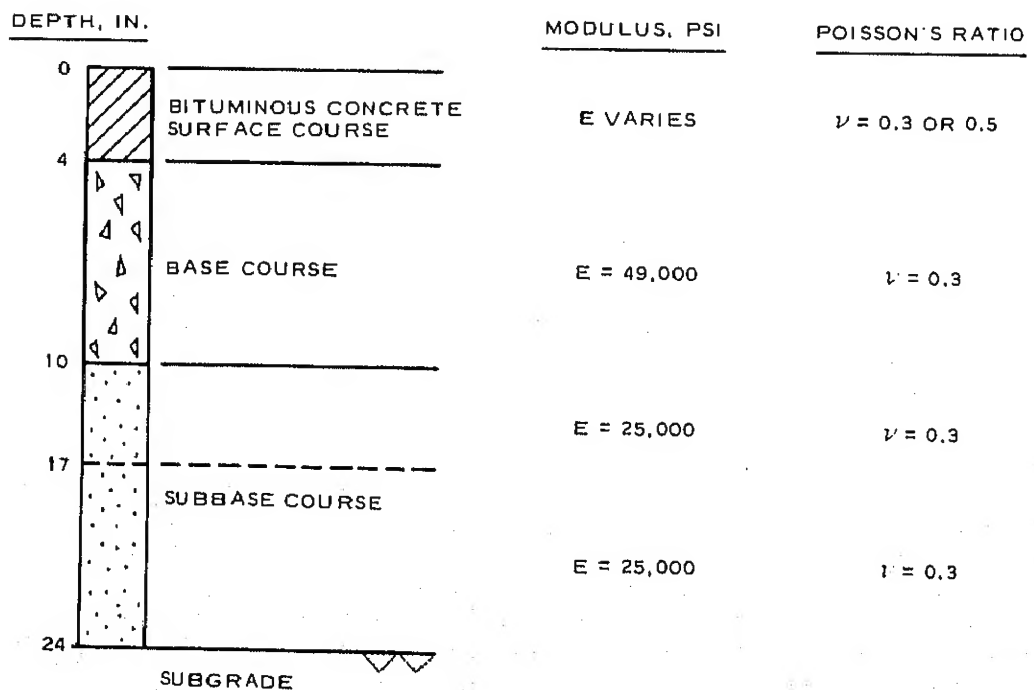 DEPTH, IN.
MODULUS, PSI
POISSON'S RATIO
0
BITUMINOUS CONCRETE
SURFACE COURSE
E VARIES
ν = 0.3 OR 0.5
4
BASE COURSE
E = 49,000
ν = 0.3
10
E = 25,000
ν = 0.3
17
SUBBASE COURSE
E = 25,000
ν = 0.3
24
SUBGRADE